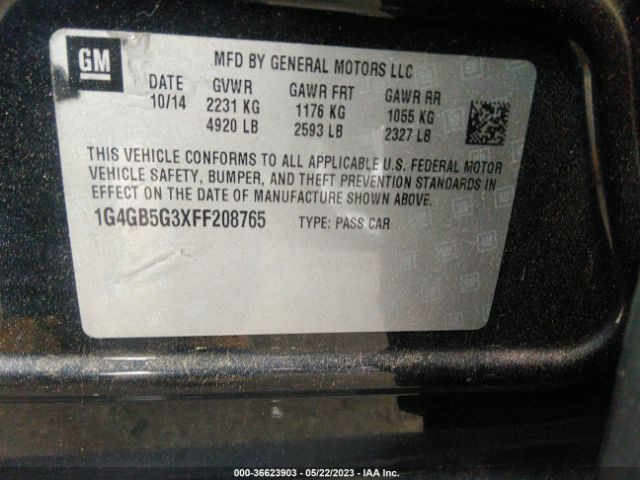 GM
MFD BY GENERAL MOTORS LLC
DATE GVWR GAWR FRT GAWR RR
10/14 2231 KG 1176 KG 1055 KG
4920 LB 2593 LB 2327 LB
THIS VEHICLE CONFORMS TO ALL APPLICABLE U.S. FEDERAL MOTOR
VEHICLE SAFETY, BUMPER, AND THEFT PREVENTION STANDARDS IN
EFFECT ON THE DATE OF MANUFACTURE SHOWN ABOVE.
1G4GB5G3XFF208765 TYPE: PASS CAR
000-36623903 - 05/22/2023 - IAA Inc.